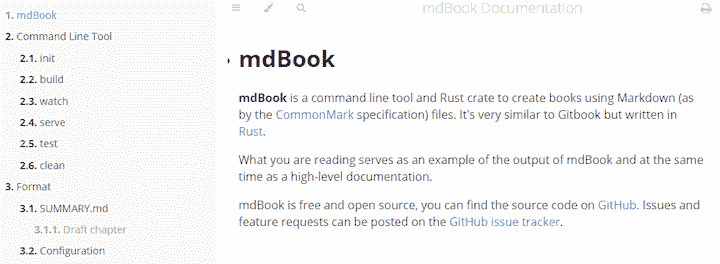 1. mdBook
2. Command Line Tool
2.1. init
2.2. build
2.3. watch
2.4. serve
2.5. test
2.6. clean
3. Format
3.1. SUMMARY.md
3.1.1. Draft chapter
3.2. Configuration
mdBook Documentation
mdBook
mdBook is a command line tool and Rust crate to create books using Markdown (as
by the CommonMark specification) files. It's very similar to Gitbook but written in
Rust.
What you are reading serves as an example of the output of mdBook and at the same
time as a high-level documentation.
mdBook is free and open source, you can find the source code on GitHub. Issues and
feature requests can be posted on the GitHub issue tracker.